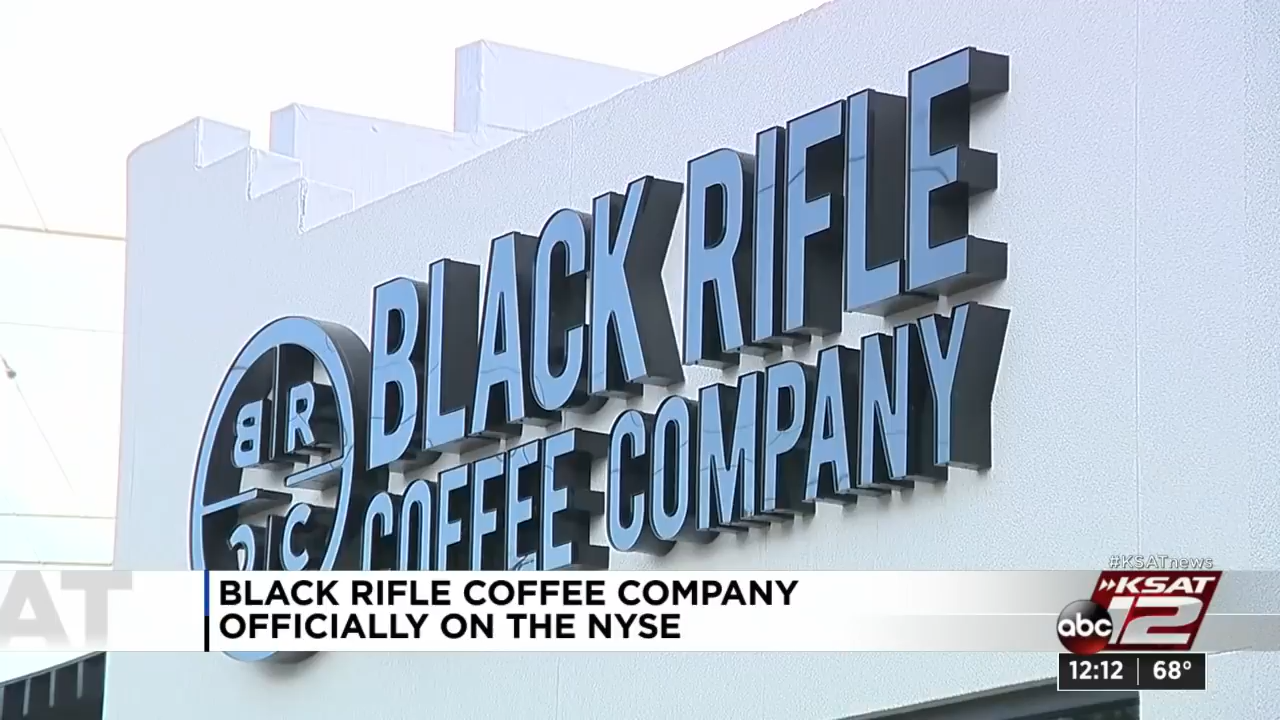 BLACK RIFLE
COFFEE COMPANY
B R
C C
#KSATnews
AT
BLACK RIFLE COFFEE COMPANY
OFFICIALLY ON THE NYSE
KSAT
abc 12
12:12 68°